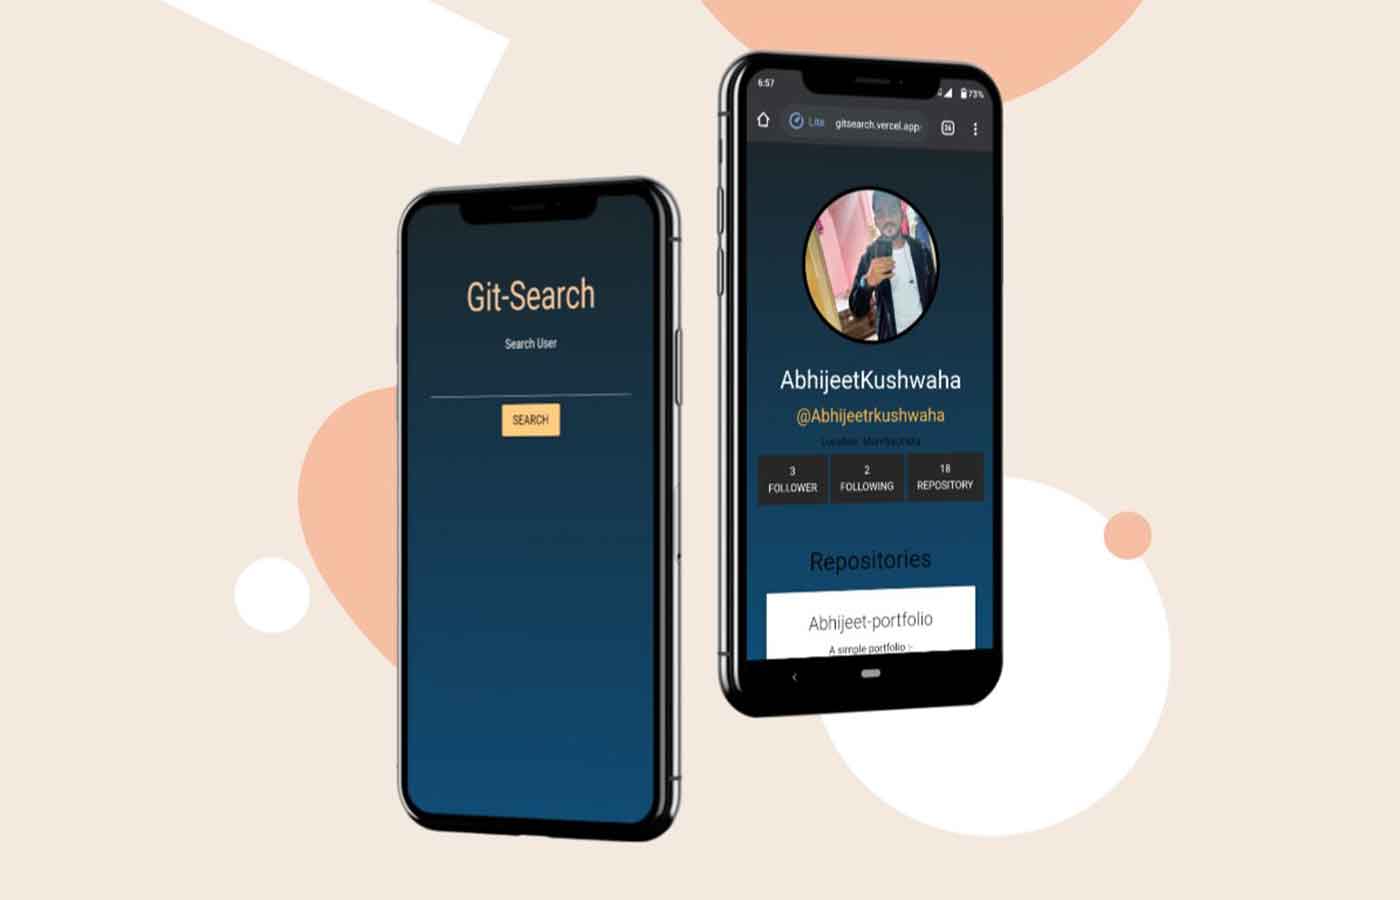 Git-Search
Search User
SEARCH
6:57
73%
Lite gitsearch.vercel.app
AbhijeetKushwaha
@Abhijeetrkushwaha
3
FOLLOWER
2
FOLLOWING
18
REPOSITORY
Repositories
Abhijeet-portfolio
A simple portfolio :-